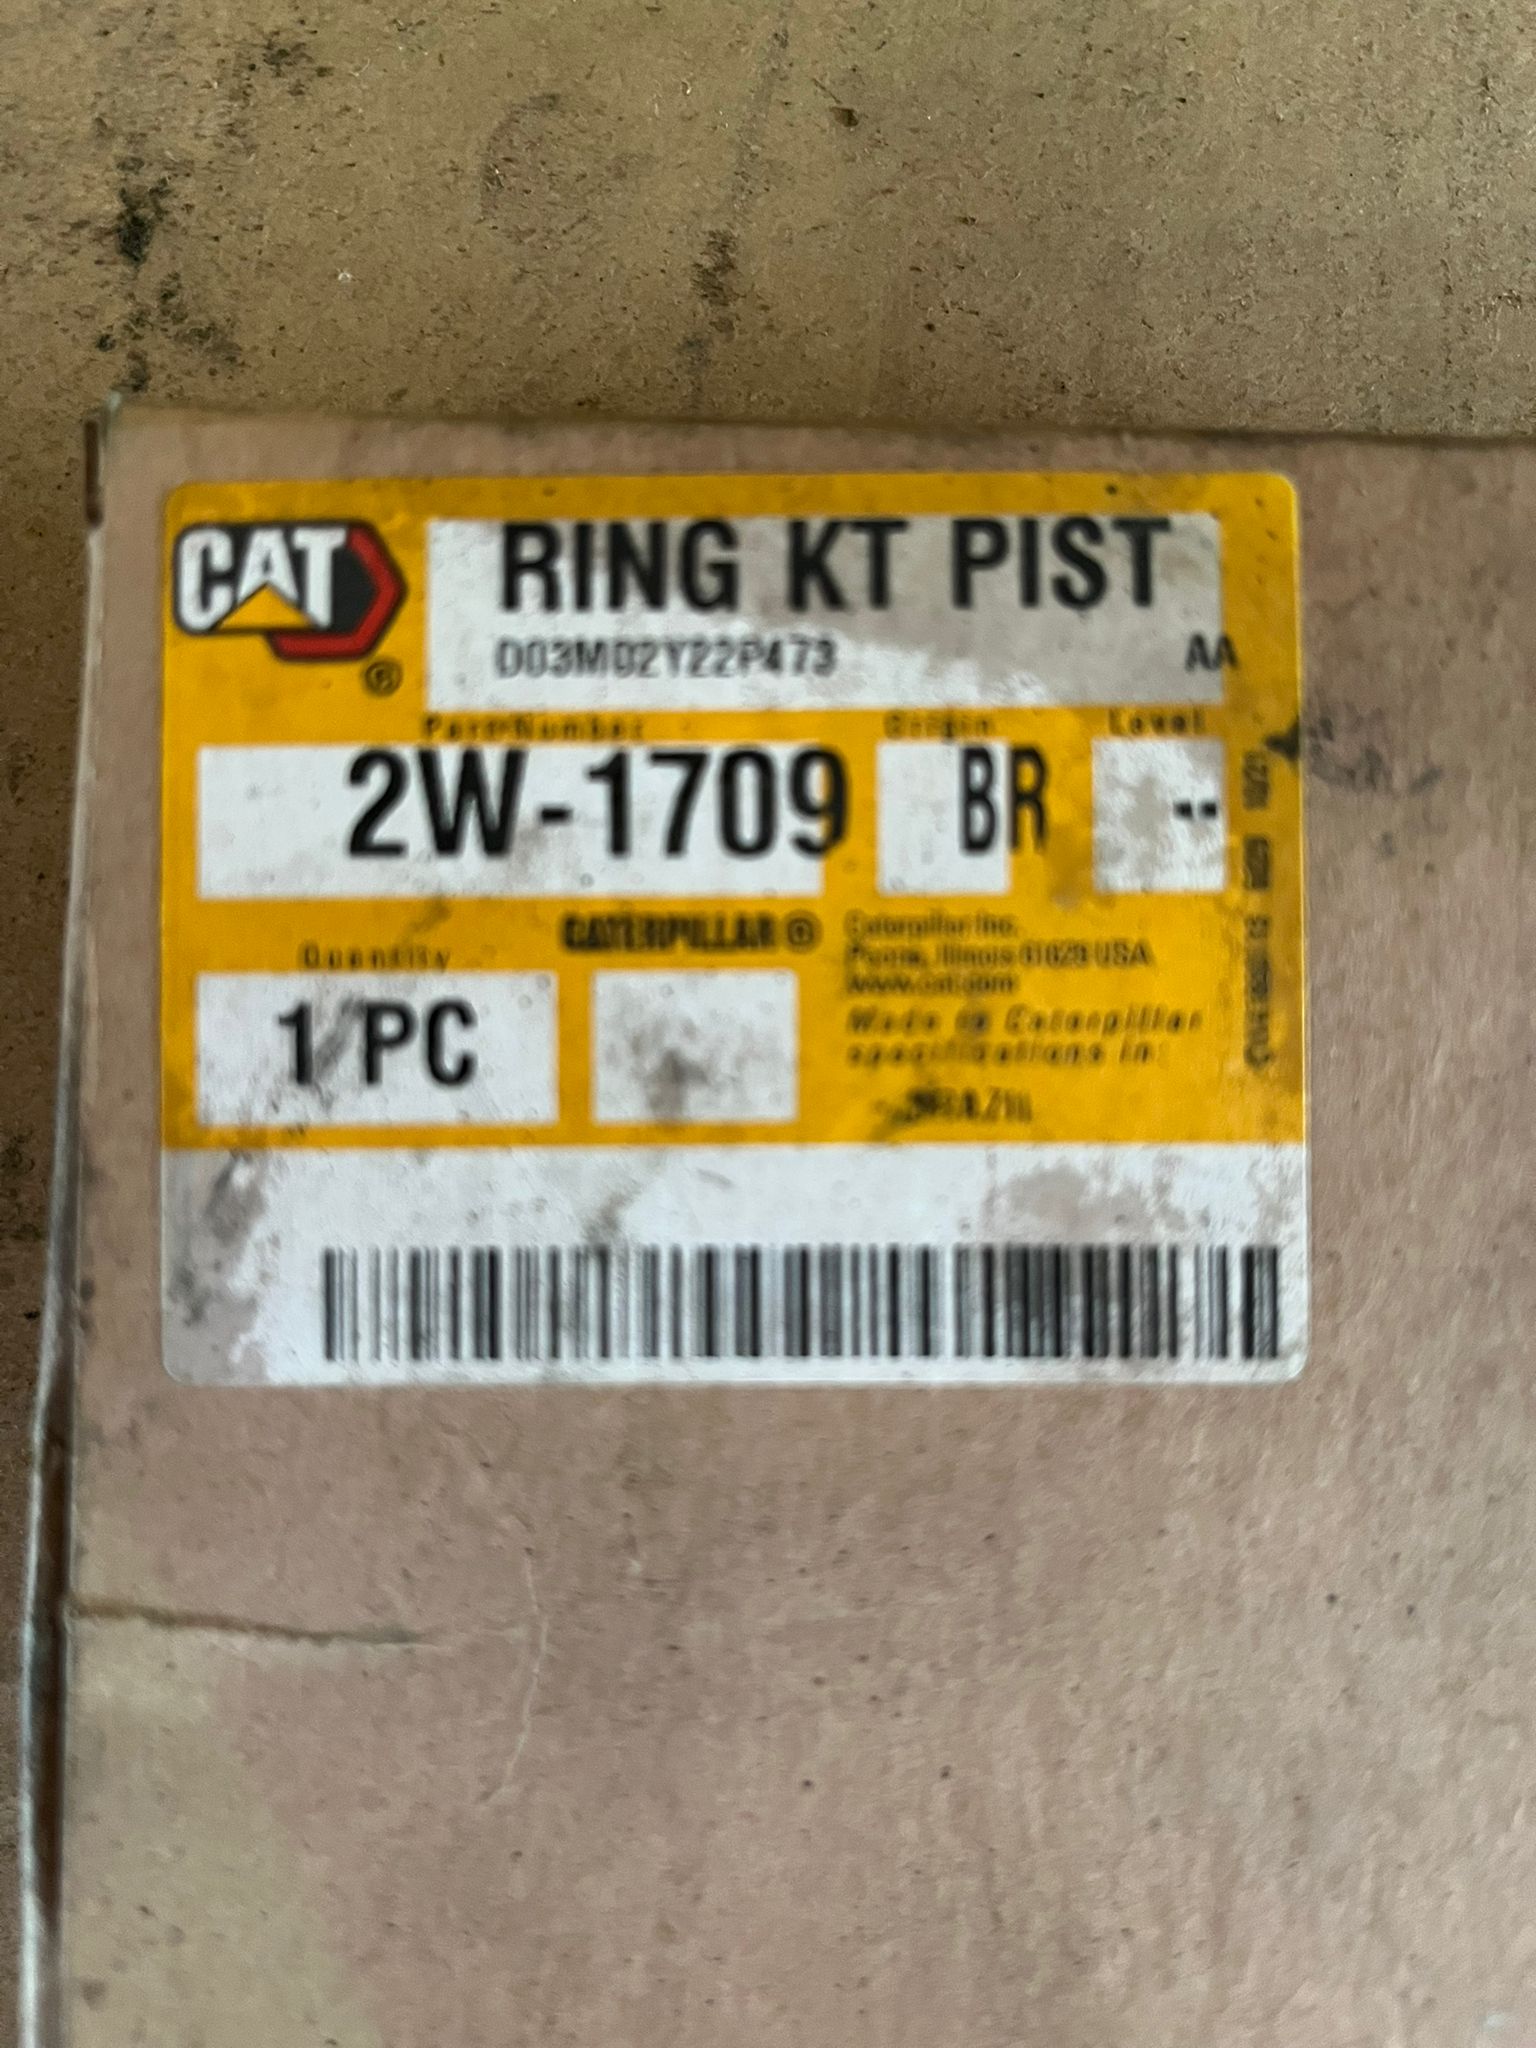 CAT
®
RING KT PIST
D03M02Y22P473 AA
Part Number Origin Level
2W-1709 BR --
Quantity
CATERPILLAR ®
1 PC
Caterpillar Inc.
Peoria, Illinois 61629 USA
www.cat.com
Made to Caterpillar
specifications in:
BRAZIL